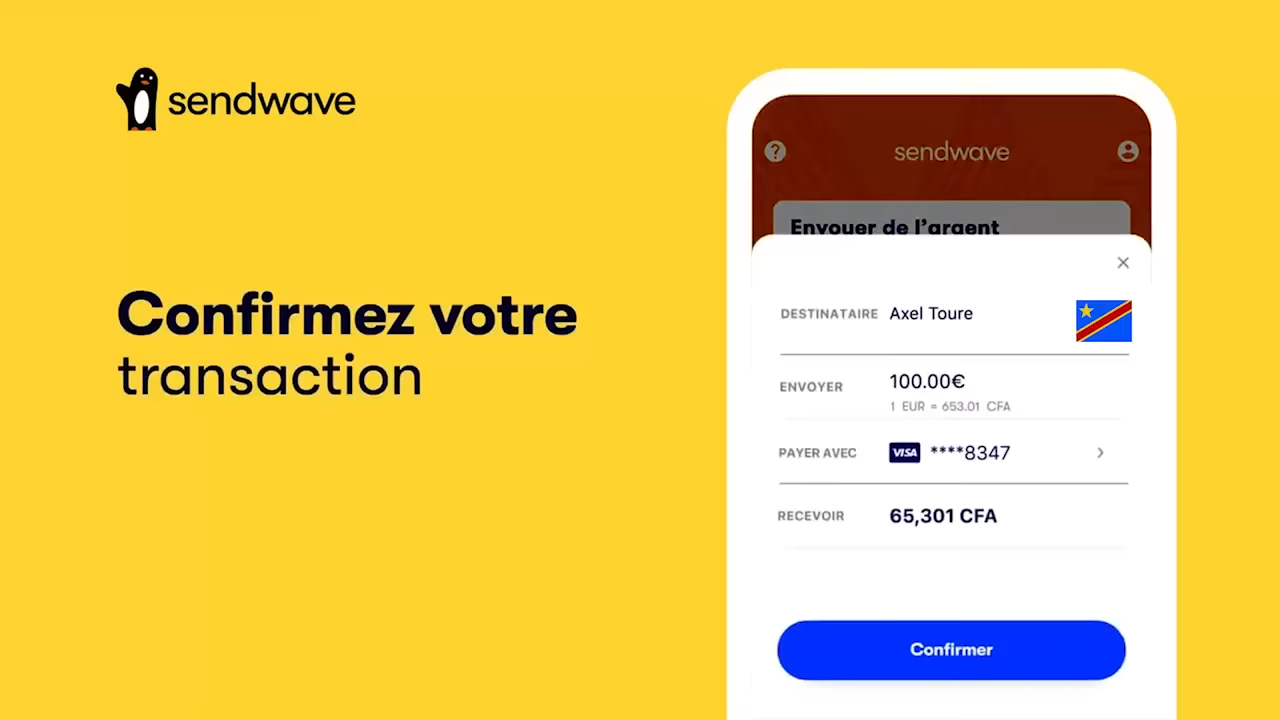 sendwave
Confirmez votre
transaction
?
sendwave
Envoyer de l'argent
DESTINATAIRE Axel Toure
ENVOYER 100.00€
1 EUR = 653.01 CFA
PAYER AVEC VISA ****8347 >
RECEVOIR 65,301 CFA
Confirmer